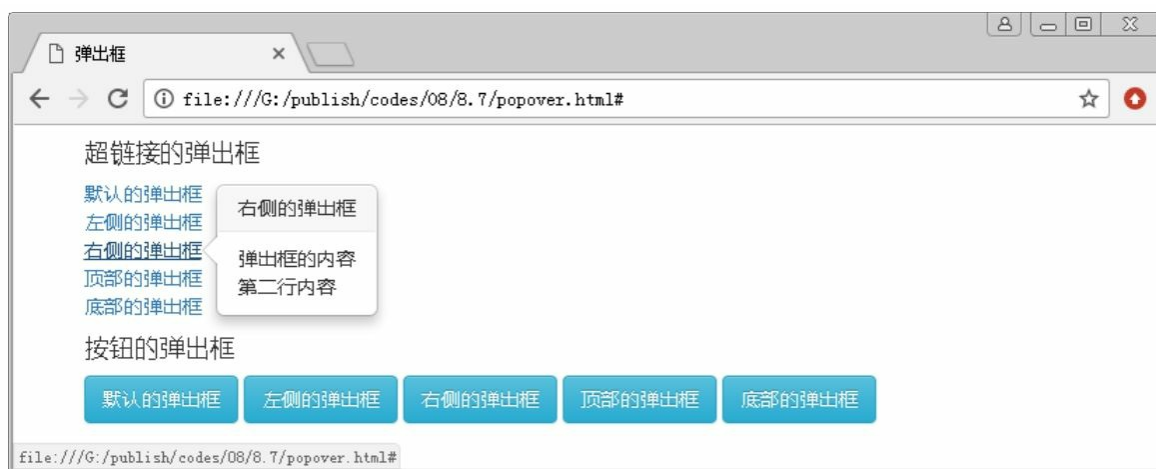 弹出框
file:///G:/publish/codes/08/8.7/popover.html#
超链接的弹出框
默认的弹出框
左侧的弹出框
右侧的弹出框
顶部的弹出框
底部的弹出框
右侧的弹出框
弹出框的内容
第二行内容
按钮的弹出框
默认的弹出框 左侧的弹出框 右侧的弹出框 顶部的弹出框 底部的弹出框
file:///G:/publish/codes/08/8.7/popover.html#